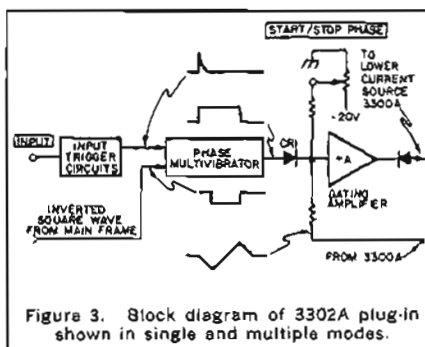 START/STOP PHASE
TO
LOWER
CURRENT
SOURCE
3300A
-20V
INPUT
INPUT
TRIGGER
CIRCUITS
PHASE
MULTIVIBRATOR
CR1
+A
GATING
AMPLIFIER
INVERTED
SQUARE WAVE
FROM MAIN FRAME
FROM 3300A
Figure 3. Block diagram of 3302A plug-in
shown in single and multiple modes.